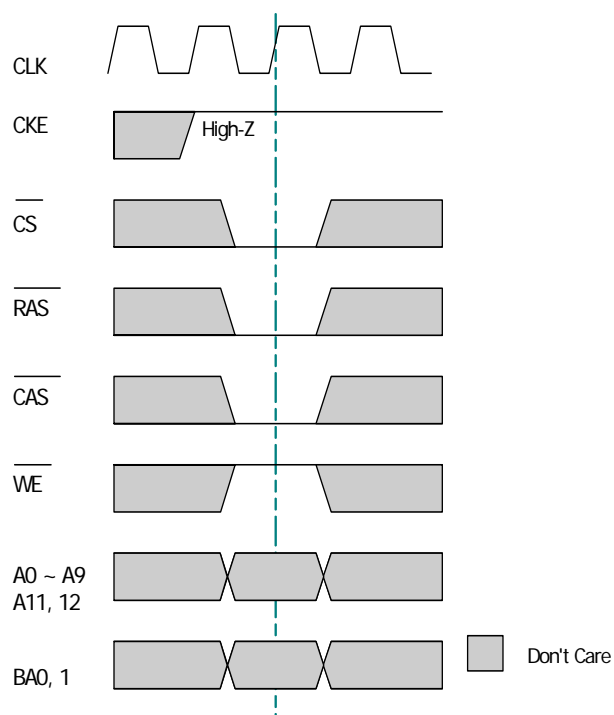 CLK
CKE
High-Z
CS
RAS
CAS
WE
A0 ~ A9
A11, 12
BA0, 1
Don't Care